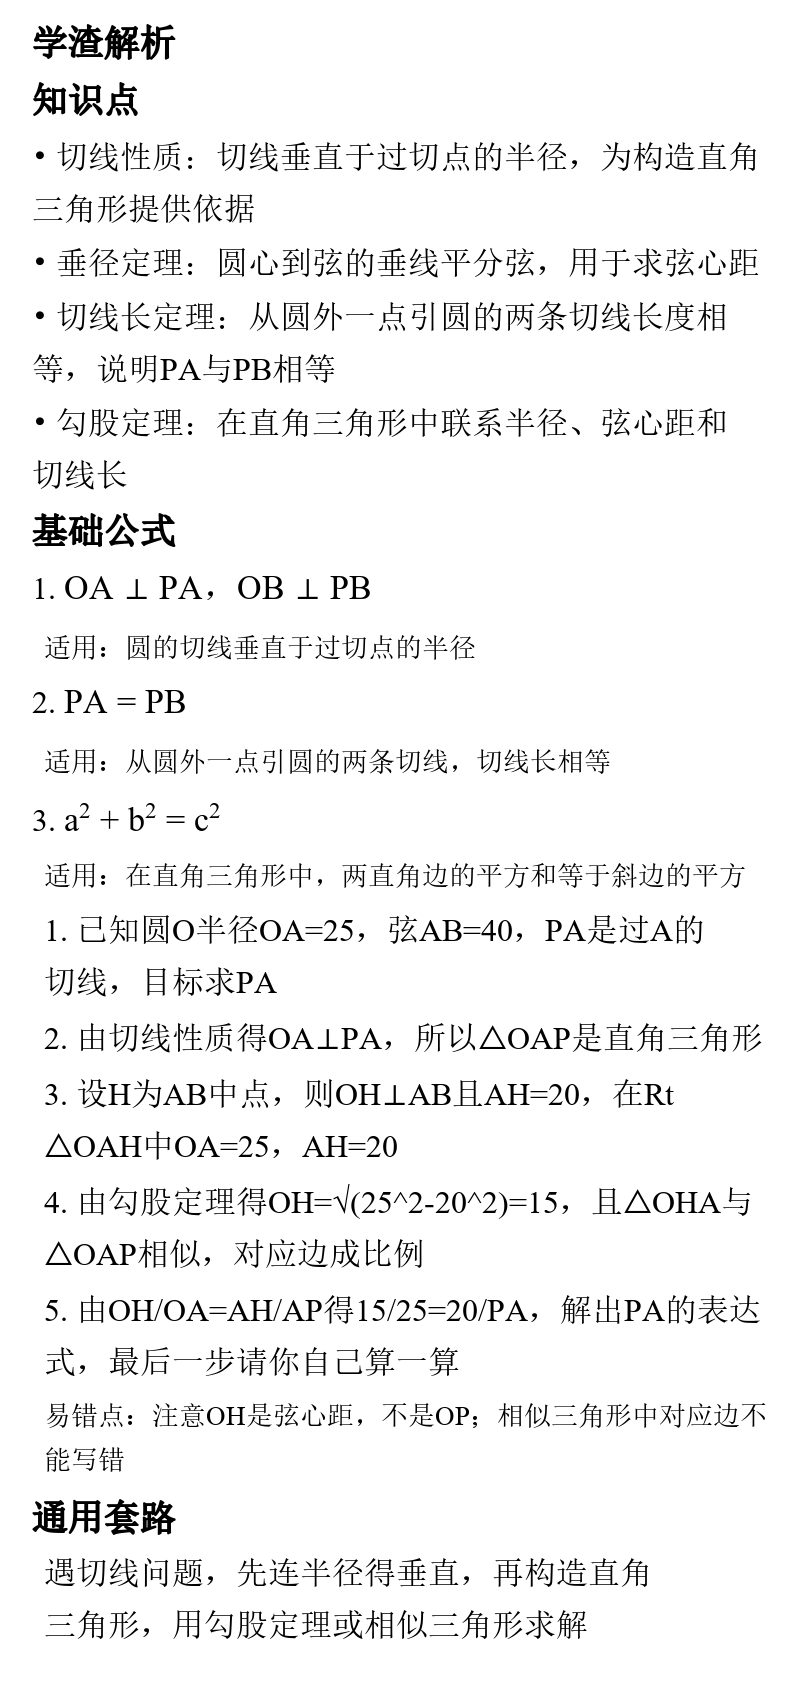 学渣解析
知识点
• 切线性质：切线垂直于过切点的半径，为构造直角
三角形提供依据
• 垂径定理：圆心到弦的垂线平分弦，用于求弦心距
• 切线长定理：从圆外一点引圆的两条切线长度相
等，说明PA与PB相等
• 勾股定理：在直角三角形中联系半径、弦心距和
切线长
基础公式
1. OA ⊥ PA，OB ⊥ PB
适用：圆的切线垂直于过切点的半径
2. PA = PB
适用：从圆外一点引圆的两条切线，切线长相等
3. a² + b² = c²
适用：在直角三角形中，两直角边的平方和等于斜边的平方
1. 已知圆O半径OA=25，弦AB=40，PA是过A的
切线，目标求PA
2. 由切线性质得OA⊥PA，所以△OAP是直角三角形
3. 设H为AB中点，则OH⊥AB且AH=20，在Rt
△OAH中OA=25，AH=20
4. 由勾股定理得OH=√(25^2-20^2)=15，且△OHA与
△OAP相似，对应边成比例
5. 由OH/OA=AH/AP得15/25=20/PA，解出PA的表达
式，最后一步请你自己算一算
易错点：注意OH是弦心距，不是OP；相似三角形中对应边不
能写错
通用套路
遇切线问题，先连半径得垂直，再构造直角
三角形，用勾股定理或相似三角形求解